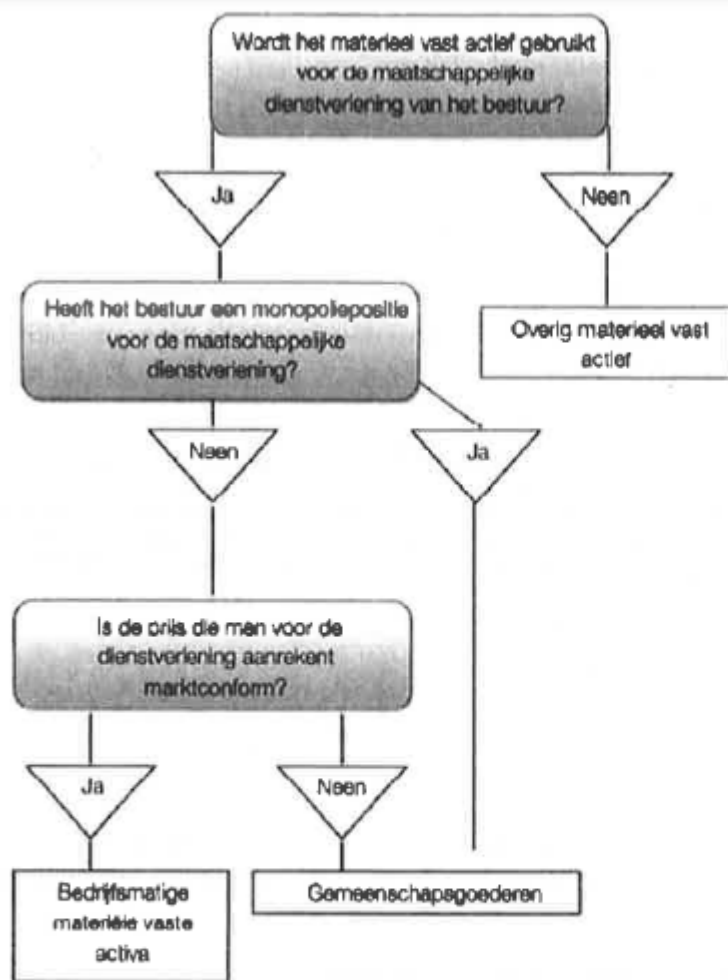 Wordt het materieel vast actief gebruikt
voor de maatschappelijke
dienstverlening van het bestuur?
Ja
Neen
Heeft het bestuur een monopoliepositie
voor de maatschappelijke
dienstverlening?
Overig materieel vast
actief
Neen
Ja
Is de prijs die men voor de
dienstverlening aanrekent
marktconform?
Ja
Neen
Bedrijfsmatige
materiële vaste
activa
Gemeenschapsgoederen